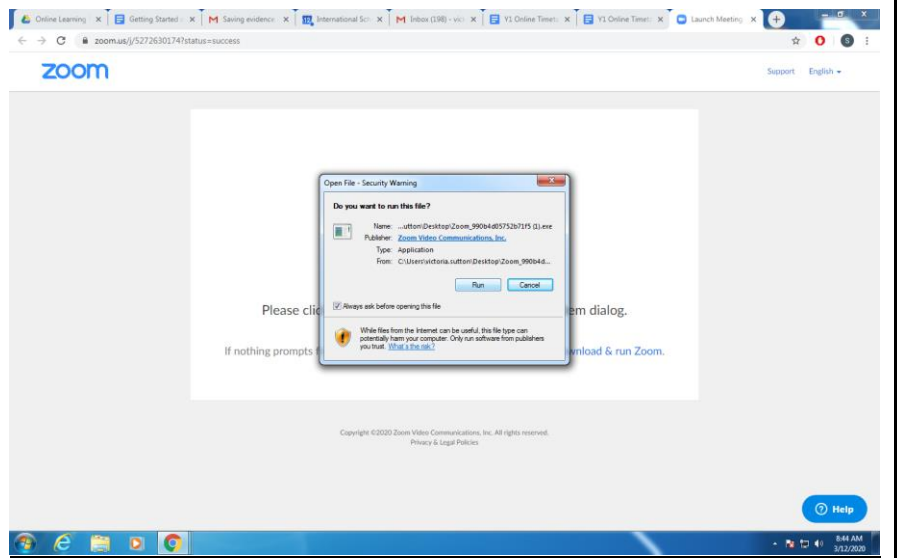 Online Learning
Getting Started
Saving evidence
International Sch
Inbox (198) - vic
Y1 Online Timet
Y1 Online Timet
Launch Meeting
zoom.us/j/5272630174?status=success
O
S
zoom
Support English
Open File - Security Warning
Do you want to run this file?
Name: ...utton\Desktop\Zoom_990b4d05752b71f5 (1).exe
Publisher: Zoom Video Communications, Inc.
Type: Application
From: C:\Users\victoria.sutton\Desktop\Zoom_990b4d...
Run Cancel
Always ask before opening this file
Please clic em dialog.
While files from the Internet can be useful, this file type can
potentially harm your computer. Only run software from publishers
you trust. What's the risk?
If nothing prompts f wnload & run Zoom.
Copyright ©2020 Zoom Video Communications, Inc. All rights reserved.
Privacy & Legal Policies
Help
8:44 AM
3/12/2020